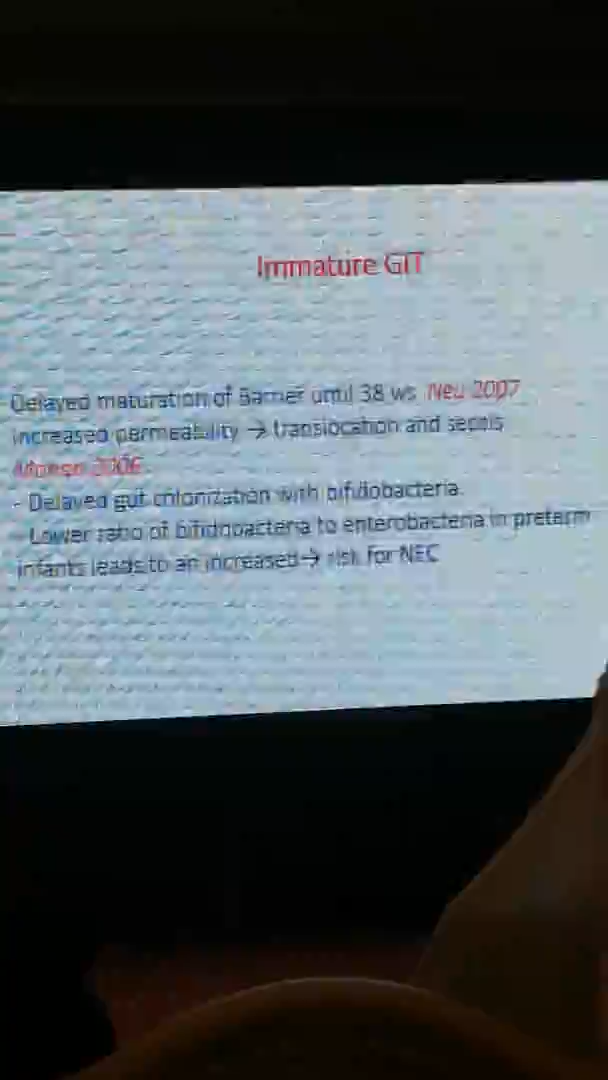 Immature GIT
Delayed maturation of Barrier until 38 ws Neu 2007
increased permeability → translocation and sepsis
2006
- Delayed gut colonization with bifidobacteria.
- Lower ratio of bifidobacteria to enterobacteria in preterm
infants leads to an increased→ risk for NEC